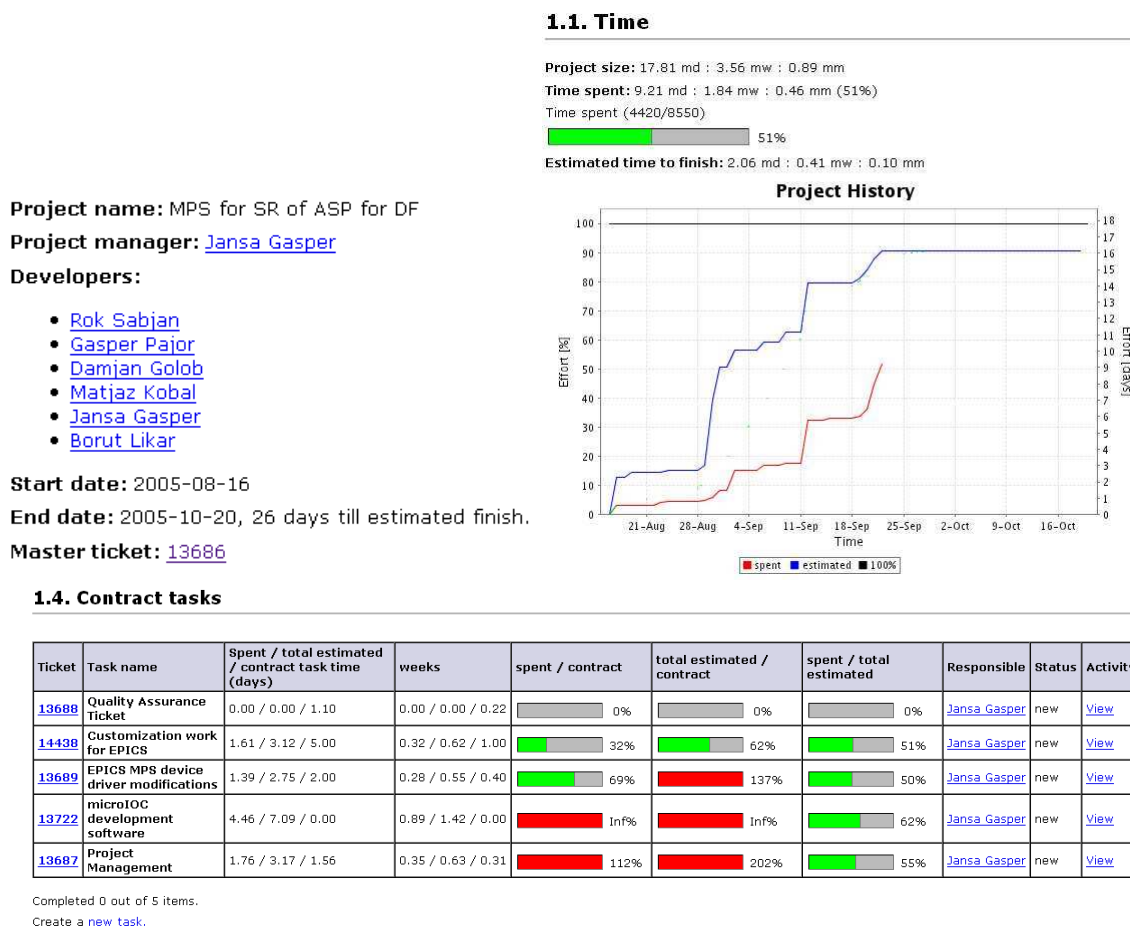 1.1. Time
Project size: 17.81 md : 3.56 mw : 0.89 mm
Time spent: 9.21 md : 1.84 mw : 0.46 mm (51%)
Time spent (4420/8550)
51%
Estimated time to finish: 2.06 md : 0.41 mw : 0.10 mm
Project name: MPS for SR of ASP for DF
Project manager: Jansa Gasper
Developers:
Rok Sabjan
Gasper Pajor
Damjan Golob
Matjaz Kobal
Jansa Gasper
Borut Likar
Start date: 2005-08-16
End date: 2005-10-20, 26 days till estimated finish.
Master ticket: 13686
Project History
Effort [%]
100
90
80
70
60
50
40
30
20
10
0
18
17
16
15
14
13
12
11
10
9
8
7
6
5
4
3
2
1
0
Effort [days]
21-Aug 28-Aug 4-Sep 11-Sep 18-Sep 25-Sep 2-Oct 9-Oct 16-Oct
Time
spent estimated 100%
1.4. Contract tasks
Ticket Task name Spent / total estimated / contract task time (days) weeks spent / contract total estimated / contract spent / total estimated Responsible Status Activit
13688 Quality Assurance Ticket 0.00 / 0.00 / 1.10 0.00 / 0.00 / 0.22 0% 0% 0% Jansa Gasper new View
14438 Customization work for EPICS 1.61 / 3.12 / 5.00 0.32 / 0.62 / 1.00 32% 62% 51% Jansa Gasper new View
13689 EPICS MPS device driver modifications 1.39 / 2.75 / 2.00 0.28 / 0.55 / 0.40 69% 137% 50% Jansa Gasper new View
13722 microIOC development software 4.46 / 7.09 / 0.00 0.89 / 1.42 / 0.00 Inf% Inf% 62% Jansa Gasper new View
13687 Project Management 1.76 / 3.17 / 1.56 0.35 / 0.63 / 0.31 112% 202% 55% Jansa Gasper new View
Completed 0 out of 5 items.
Create a new task.